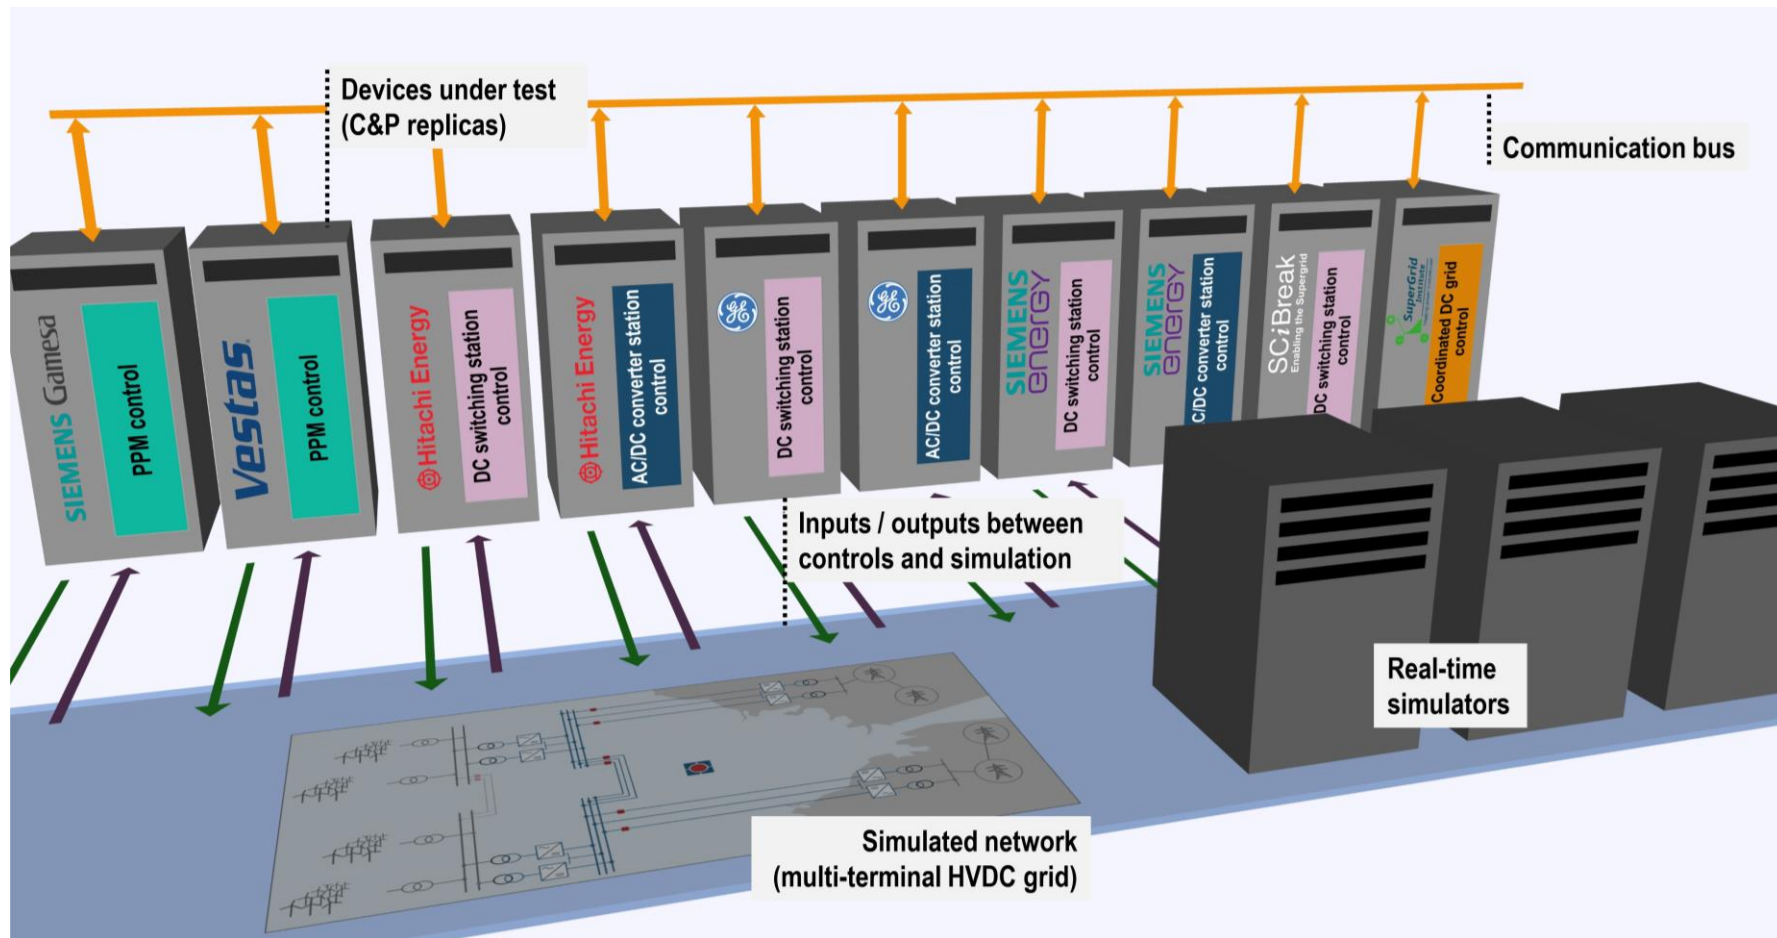 Devices under test
(C&P replicas)
Communication bus
SIEMENS Gamesa
PPM control
Vestas
PPM control
Hitachi Energy
DC switching station
control
Hitachi Energy
AC/DC converter station
control
GE
DC switching station
control
GE
AC/DC converter station
control
SIEMENS
energy
DC switching station
control
SIEMENS
energy
C/DC converter station
control
SCiBreak
Enabling the Supergrid
DC switching station
control
SuperGrid
Institute
Coordinated DC grid
control
Inputs / outputs between
controls and simulation
Real-time
simulators
Simulated network
(multi-terminal HVDC grid)